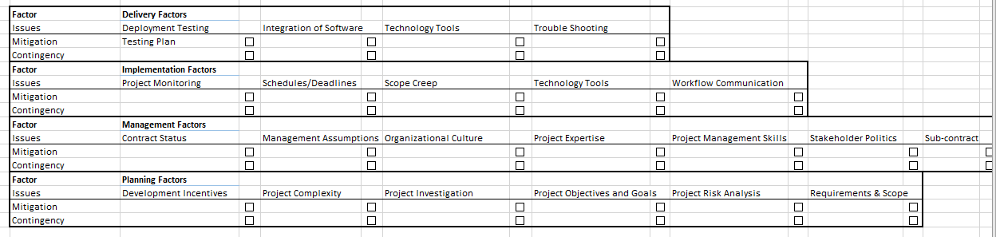 Factor Delivery Factors
Issues Deployment Testing Integration of Software Technology Tools Trouble Shooting
Mitigation Testing Plan
Contingency
Factor Implementation Factors
Issues Project Monitoring Schedules/Deadlines Scope Creep Technology Tools Workflow Communication
Mitigation
Contingency
Factor Management Factors
Issues Contract Status Management Assumptions Organizational Culture Project Expertise Project Management Skills Stakeholder Politics Sub-contract
Mitigation
Contingency
Factor Planning Factors
Issues Development Incentives Project Complexity Project Investigation Project Objectives and Goals Project Risk Analysis Requirements & Scope
Mitigation
Contingency